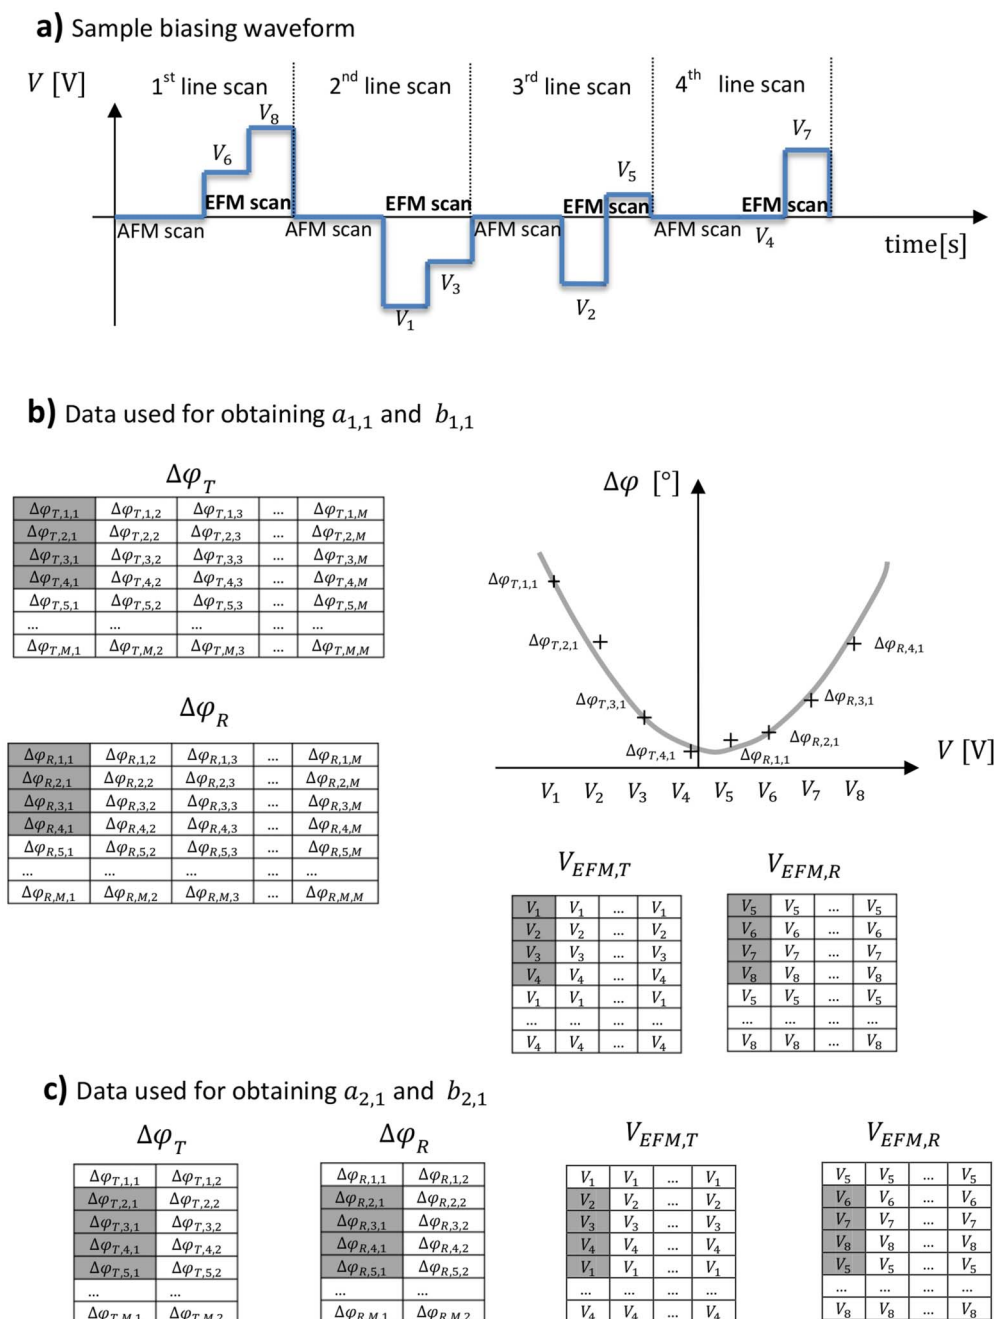 a) Sample biasing waveform
V [V]
1st line scan
2nd line scan
3rd line scan
4th line scan
V8
V7
V6
V5
EFM scan
EFM scan
EFM scan
EFM scan
AFM scan
AFM scan
AFM scan
AFM scan
V4
time[s]
V3
V2
V1
b) Data used for obtaining a1,1 and b1,1
ΔφT
ΔφT,1,1 ΔφT,1,2 ΔφT,1,3 ... ΔφT,1,M
ΔφT,2,1 ΔφT,2,2 ΔφT,2,3 ... ΔφT,2,M
ΔφT,3,1 ΔφT,3,2 ΔφT,3,3 ... ΔφT,3,M
ΔφT,4,1 ΔφT,4,2 ΔφT,4,3 ... ΔφT,4,M
ΔφT,5,1 ΔφT,5,2 ΔφT,5,3 ... ΔφT,5,M
... ... ... ... ...
ΔφT,M,1 ΔφT,M,2 ΔφT,M,3 ... ΔφT,M,M
ΔφR
ΔφR,1,1 ΔφR,1,2 ΔφR,1,3 ... ΔφR,1,M
ΔφR,2,1 ΔφR,2,2 ΔφR,2,3 ... ΔφR,2,M
ΔφR,3,1 ΔφR,3,2 ΔφR,3,3 ... ΔφR,3,M
ΔφR,4,1 ΔφR,4,2 ΔφR,4,3 ... ΔφR,4,M
ΔφR,5,1 ΔφR,5,2 ΔφR,5,3 ... ΔφR,5,M
... ... ... ... ...
ΔφR,M,1 ΔφR,M,2 ΔφR,M,3 ... ΔφR,M,M
Δφ [°]
ΔφT,1,1
ΔφT,2,1
ΔφR,4,1
ΔφT,3,1
ΔφR,3,1
ΔφR,2,1
ΔφT,4,1
ΔφR,1,1
V [V]
V1 V2 V3 V4 V5 V6 V7 V8
VEFM,T
V1 V1 ... V1
V2 V2 ... V2
V3 V3 ... V3
V4 V4 ... V4
V1 V1 ... V1
... ... ... ...
V4 V4 ... V4
VEFM,R
V5 V5 ... V5
V6 V6 ... V6
V7 V7 ... V7
V8 V8 ... V8
V5 V5 ... V5
... ... ... ...
V8 V8 ... V8
c) Data used for obtaining a2,1 and b2,1
ΔφT
ΔφT,1,1 ΔφT,1,2
ΔφT,2,1 ΔφT,2,2
ΔφT,3,1 ΔφT,3,2
ΔφT,4,1 ΔφT,4,2
ΔφT,5,1 ΔφT,5,2
... ...
ΔφT,M,1 ΔφT,M,2
ΔφR
ΔφR,1,1 ΔφR,1,2
ΔφR,2,1 ΔφR,2,2
ΔφR,3,1 ΔφR,3,2
ΔφR,4,1 ΔφR,4,2
ΔφR,5,1 ΔφR,5,2
... ...
ΔφR,M,1 ΔφR,M,2
VEFM,T
V1 V1 ... V1
V2 V2 ... V2
V3 V3 ... V3
V4 V4 ... V4
V1 V1 ... V1
... ... ... ...
V4 V4 ... V4
VEFM,R
V5 V5 ... V5
V6 V6 ... V6
V7 V7 ... V7
V8 V8 ... V8
V5 V5 ... V5
... ... ... ...
V8 V8 ... V8